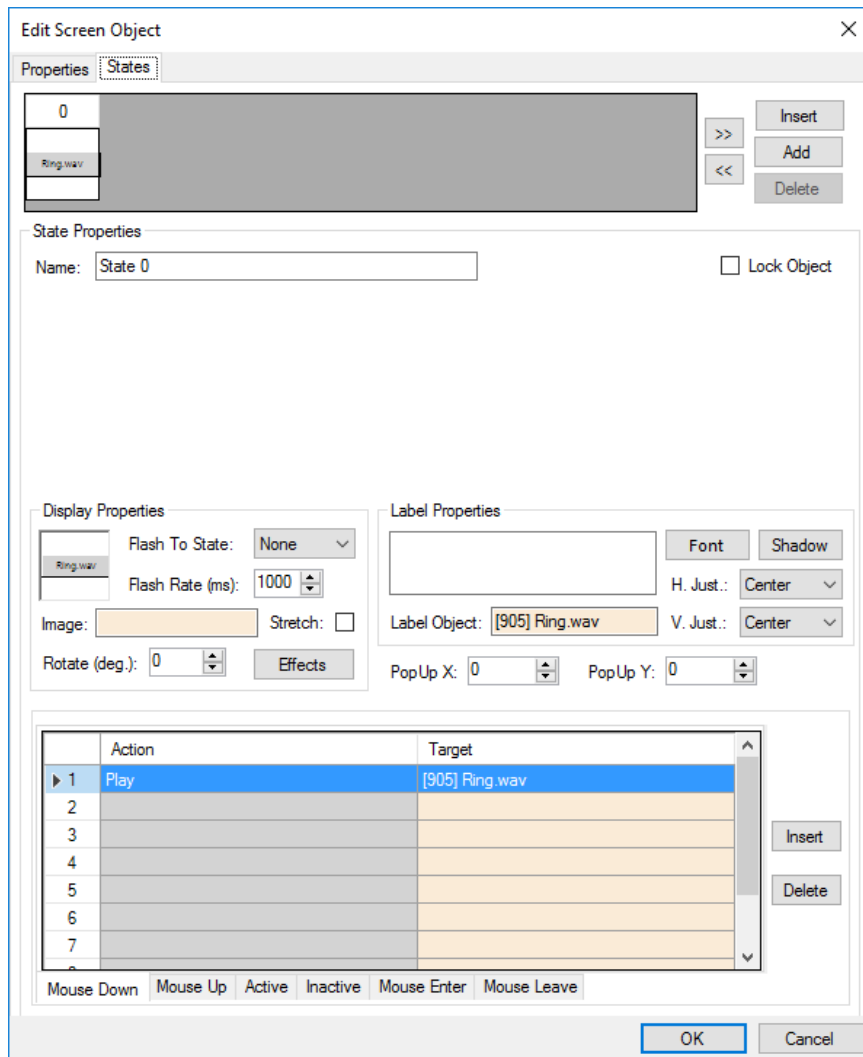 Edit Screen Object
Properties States
0
Ring.wav
>>
<<
Insert
Add
Delete
State Properties
Name: State 0
Lock Object
Display Properties
Ring.wav
Flash To State: None
Flash Rate (ms): 1000
Image:
Stretch:
Rotate (deg.): 0
Effects
Label Properties
Font Shadow
H. Just.: Center
Label Object: [905] Ring.wav
V. Just.: Center
PopUp X: 0
PopUp Y: 0
Action Target
1 Play [905] Ring.wav
2
3
4
5
6
7
Insert
Delete
Mouse Down Mouse Up Active Inactive Mouse Enter Mouse Leave
OK Cancel